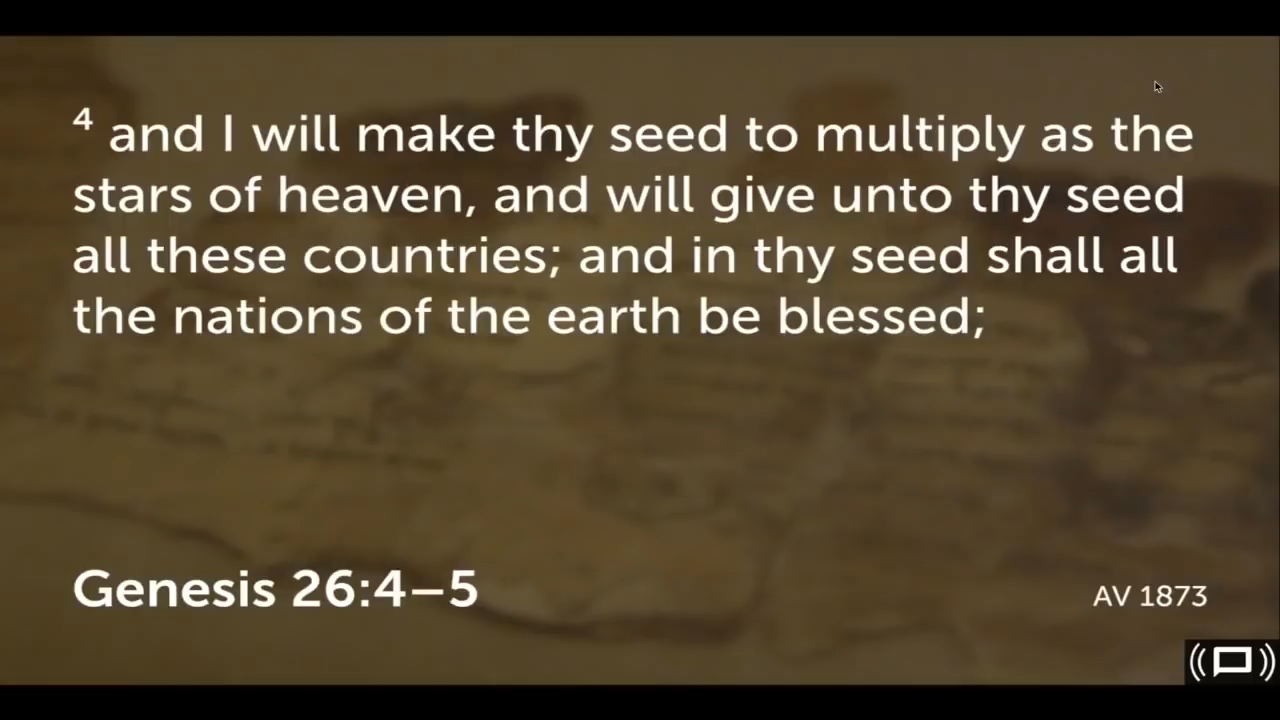 4 and I will make thy seed to multiply as the
stars of heaven, and will give unto thy seed
all these countries; and in thy seed shall all
the nations of the earth be blessed;
Genesis 26:4–5
AV 1873